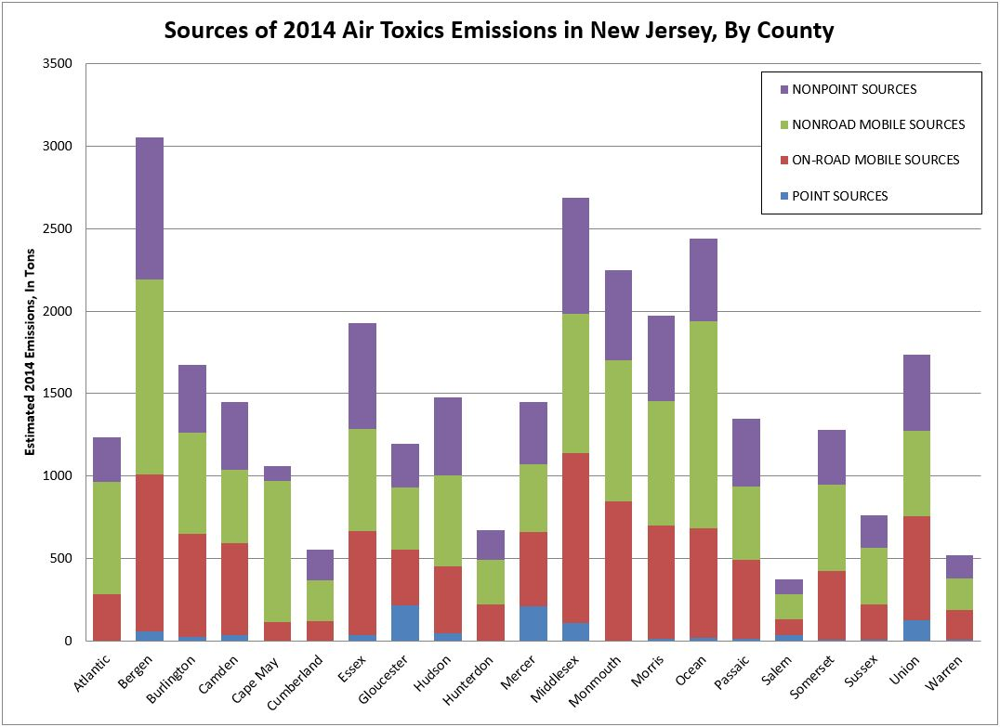 Sources of 2014 Air Toxics Emissions in New Jersey, By County
3500
3000
2500
2000
1500
1000
500
0
Estimated 2014 Emissions, In Tons
NONPOINT SOURCES
NONROAD MOBILE SOURCES
ON-ROAD MOBILE SOURCES
POINT SOURCES
Atlantic
Bergen
Burlington
Camden
Cape May
Cumberland
Essex
Gloucester
Hudson
Hunterdon
Mercer
Middlesex
Monmouth
Morris
Ocean
Passaic
Salem
Somerset
Sussex
Union
Warren